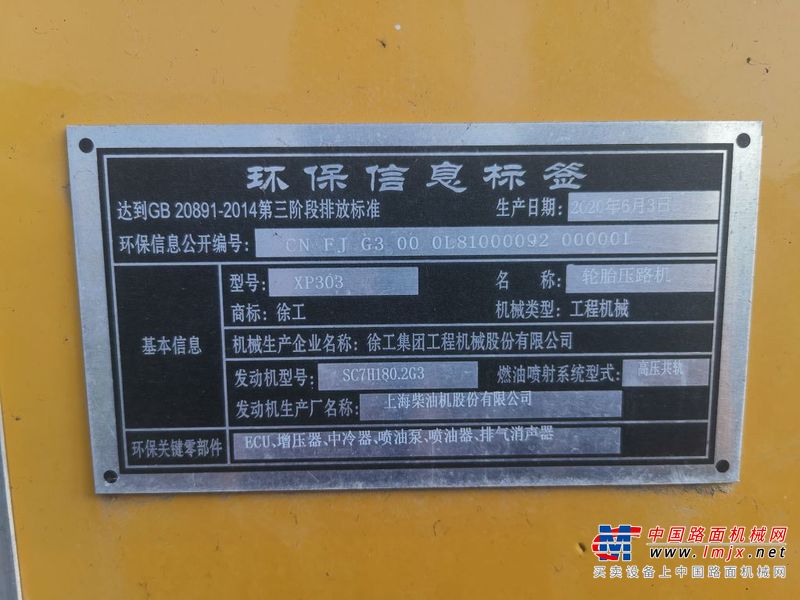 环保信息标签
达到GB 20891-2014第三阶段排放标准 生产日期: 2020年6月3日
环保信息公开编号: CN FJ G3 00 0L81000092 000001
基本信息
型号: XP303 名 称: 轮胎压路机
商标: 徐工 机械类型: 工程机械
机械生产企业名称: 徐工集团工程机械股份有限公司
发动机型号: SC7H180.2G3 燃油喷射系统型式: 高压共轨
发动机生产厂名称: 上海柴油机股份有限公司
环保关键零部件 ECU、增压器、中冷器、喷油泵、喷油器、排气消声器
中国路面机械网
www.lmjx.net
买卖设备上中国路面机械网